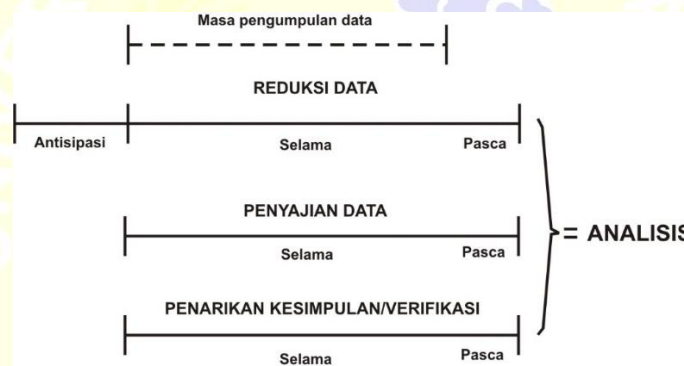 Masa pengumpulan data
REDUKSI DATA
Antisipasi
Selama
Pasca
PENYAJIAN DATA
Selama
Pasca
= ANALISIS
PENARIKAN KESIMPULAN/VERIFIKASI
Selama
Pasca